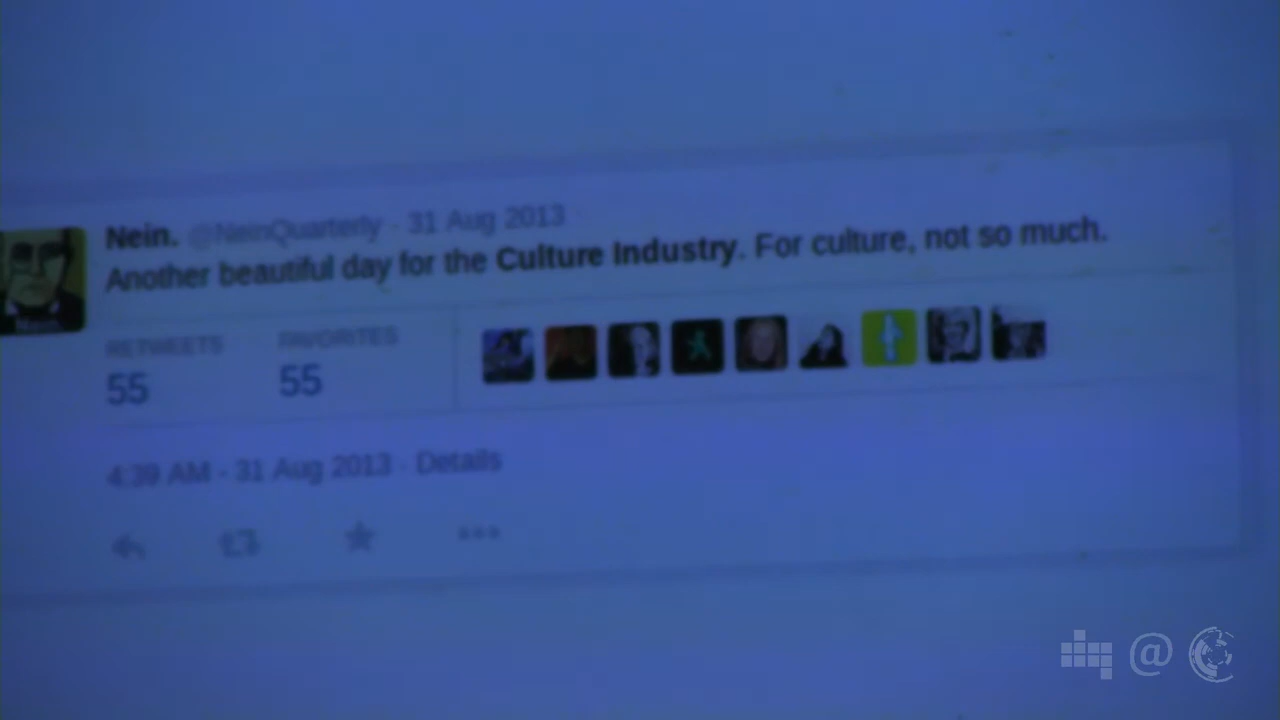 Nein. @NeinQuarterly · 31 Aug 2013
Another beautiful day for the Culture Industry. For culture, not so much.
RETWEETS FAVORITES
55 55
4:39 AM - 31 Aug 2013 · Details
@